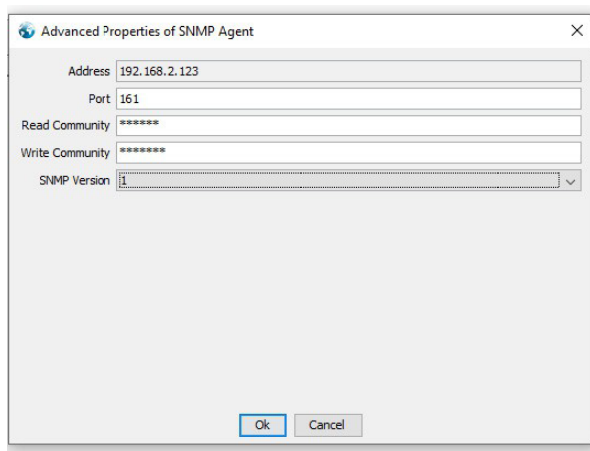 Advanced Properties of SNMP Agent
Address 192.168.2.123
Port 161
Read Community ******
Write Community *******
SNMP Version 1
Ok Cancel